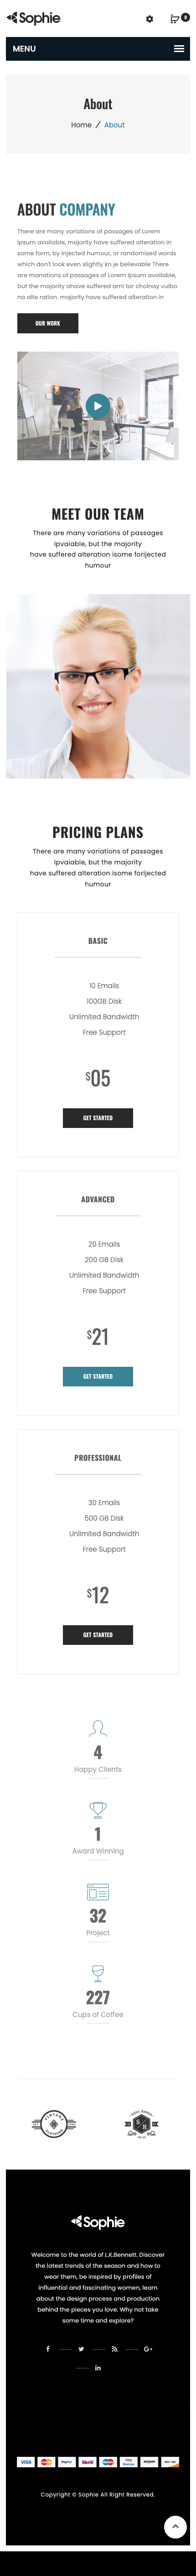 Sophie
0
MENU
About
Home / About
ABOUT COMPANY
There are many variations of passages of Lorem
Ipsum available, majority have suffered alteration in
some form, by injected humour, or randomised words
which don't look even slightly kn je believable There
are manations of passages of Lorem Ipsum available,
but the majority ohave suffered ami tar cholnay vulbo
na alte ration. majority have suffered alteration in
OUR WORK
MEET OUR TEAM
There are many variations of passages
Ipvaiable, but the majority
have suffered alteration isome forijected
humour
PRICING PLANS
There are many variations of passages
Ipvaiable, but the majority
have suffered alteration isome forijected
humour
BASIC
10 Emails
100GB Disk
Unlimited Bandwidth
Free Support
$05
GET STARTED
ADVANCED
20 Emails
200 GB Disk
Unlimited Bandwidth
Free Support
$21
GET STARTED
PROFESSIONAL
30 Emails
500 GB Disk
Unlimited Bandwidth
Free Support
$12
GET STARTED
4
Happy Clients
1
Award Winning
32
Project
227
Cups of Coffee
VINTAGE
Sophie
Welcome to the world of L.K.Bennett. Discover
the latest trends of the season and how to
wear them, be inspired by profiles of
influential and fascinating women, learn
about the design process and production
behind the pieces you love. Why not take
some time and explore?
VISA PayPal Skrill
Copyright © Sophie All Right Reserved.